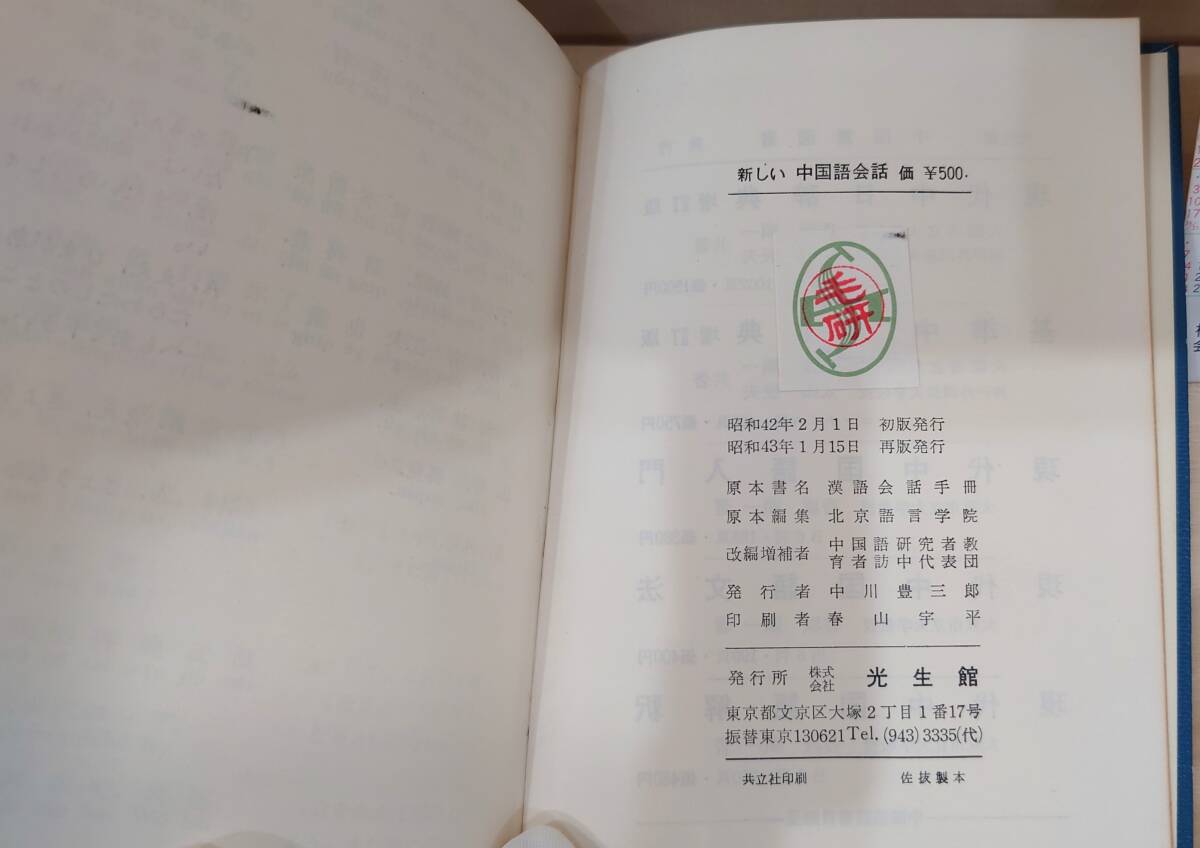 新しい 中国語会話 価 ¥500.
毛研
昭和42年2月1日 初版発行
昭和43年1月15日 再版発行
原本書名 漢語会話手冊
原本編集 北京語言学院
改編増補者 中国語研究者教
育者訪中代表団
発行者 中川豊三郎
印刷者 春山宇平
発行所 株式会社 光生館
東京都文京区大塚2丁目1番17号
振替東京130621 Tel. (943) 3335(代)
共立社印刷 佐抜製本